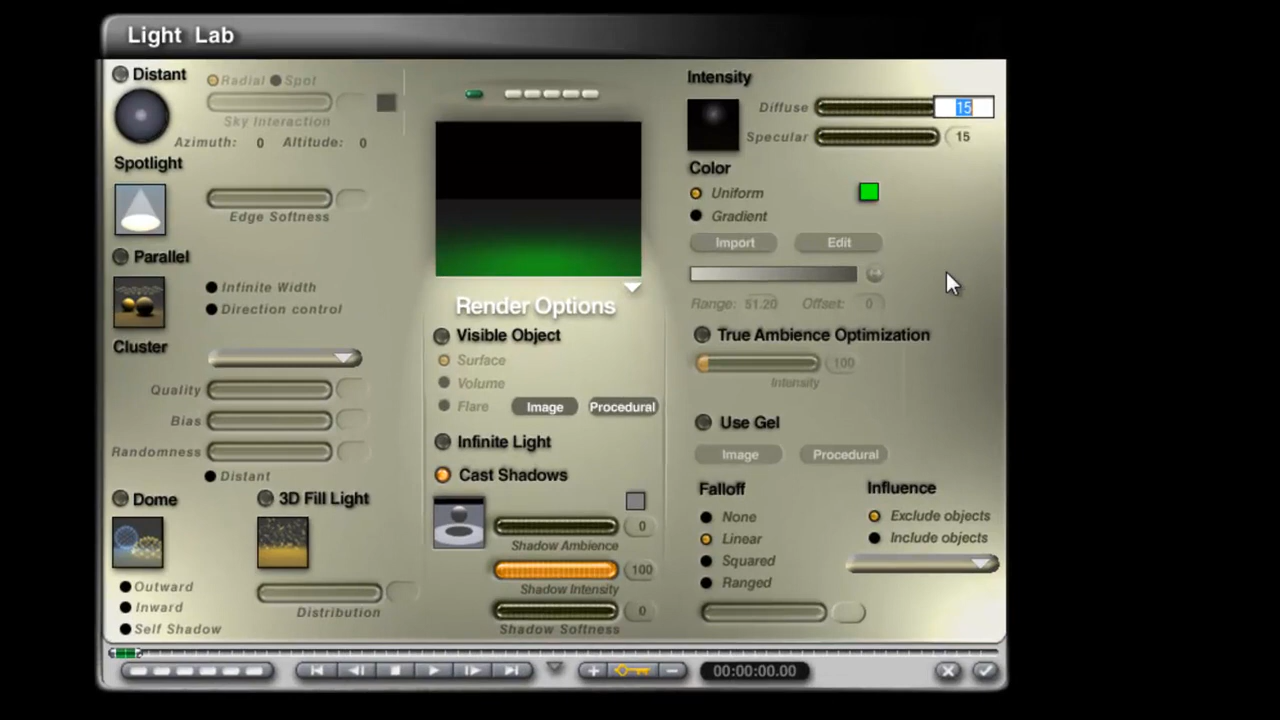 Light Lab
Distant
Radial Spot
Sky Interaction
Azimuth: 0 Altitude: 0
Spotlight
Edge Softness
Parallel
Infinite Width
Direction control
Cluster
Quality
Bias
Randomness
Distant
Dome
3D Fill Light
Outward
Inward
Self Shadow
Distribution
Render Options
Visible Object
Surface
Volume
Flare Image Procedural
Infinite Light
Cast Shadows
0
Shadow Ambience
100
Shadow Intensity
0
Shadow Softness
Intensity
Diffuse 15
Specular 15
Color
Uniform
Gradient
Import Edit
Range: 51.20 Offset: 0
True Ambience Optimization
100
Intensity
Use Gel
Image Procedural
Falloff
None
Linear
Squared
Ranged
Influence
Exclude objects
Include objects
00:00:00.00